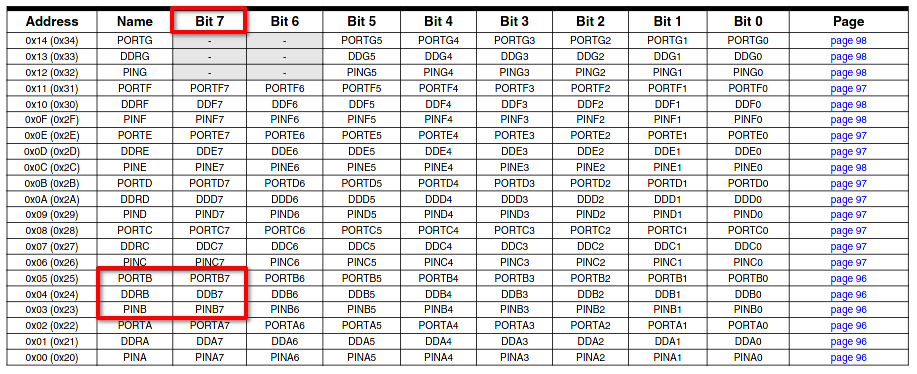 Address Name Bit 7 Bit 6 Bit 5 Bit 4 Bit 3 Bit 2 Bit 1 Bit 0 Page
0x14 (0x34) PORTG - - PORTG5 PORTG4 PORTG3 PORTG2 PORTG1 PORTG0 page 98
0x13 (0x33) DDRG - - DDG5 DDG4 DDG3 DDG2 DDG1 DDG0 page 98
0x12 (0x32) PING - - PING5 PING4 PING3 PING2 PING1 PING0 page 98
0x11 (0x31) PORTF PORTF7 PORTF6 PORTF5 PORTF4 PORTF3 PORTF2 PORTF1 PORTF0 page 97
0x10 (0x30) DDRF DDF7 DDF6 DDF5 DDF4 DDF3 DDF2 DDF1 DDF0 page 98
0x0F (0x2F) PINF PINF7 PINF6 PINF5 PINF4 PINF3 PINF2 PINF1 PINF0 page 98
0x0E (0x2E) PORTE PORTE7 PORTE6 PORTE5 PORTE4 PORTE3 PORTE2 PORTE1 PORTE0 page 97
0x0D (0x2D) DDRE DDE7 DDE6 DDE5 DDE4 DDE3 DDE2 DDE1 DDE0 page 97
0x0C (0x2C) PINE PINE7 PINE6 PINE5 PINE4 PINE3 PINE2 PINE1 PINE0 page 98
0x0B (0x2B) PORTD PORTD7 PORTD6 PORTD5 PORTD4 PORTD3 PORTD2 PORTD1 PORTD0 page 97
0x0A (0x2A) DDRD DDD7 DDD6 DDD5 DDD4 DDD3 DDD2 DDD1 DDD0 page 97
0x09 (0x29) PIND PIND7 PIND6 PIND5 PIND4 PIND3 PIND2 PIND1 PIND0 page 97
0x08 (0x28) PORTC PORTC7 PORTC6 PORTC5 PORTC4 PORTC3 PORTC2 PORTC1 PORTC0 page 97
0x07 (0x27) DDRC DDC7 DDC6 DDC5 DDC4 DDC3 DDC2 DDC1 DDC0 page 97
0x06 (0x26) PINC PINC7 PINC6 PINC5 PINC4 PINC3 PINC2 PINC1 PINC0 page 97
0x05 (0x25) PORTB PORTB7 PORTB6 PORTB5 PORTB4 PORTB3 PORTB2 PORTB1 PORTB0 page 96
0x04 (0x24) DDRB DDB7 DDB6 DDB5 DDB4 DDB3 DDB2 DDB1 DDB0 page 96
0x03 (0x23) PINB PINB7 PINB6 PINB5 PINB4 PINB3 PINB2 PINB1 PINB0 page 96
0x02 (0x22) PORTA PORTA7 PORTA6 PORTA5 PORTA4 PORTA3 PORTA2 PORTA1 PORTA0 page 96
0x01 (0x21) DDRA DDA7 DDA6 DDA5 DDA4 DDA3 DDA2 DDA1 DDA0 page 96
0x00 (0x20) PINA PINA7 PINA6 PINA5 PINA4 PINA3 PINA2 PINA1 PINA0 page 96